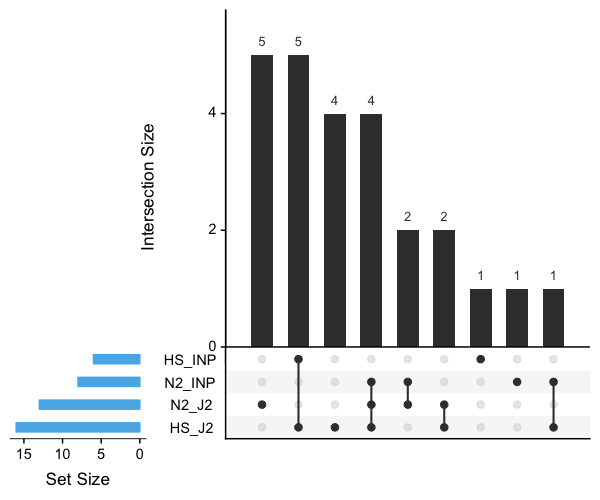 5 5
4 4
2 2
1 1 1
Intersection Size
4
2
0
HS_INP
N2_INP
N2_J2
HS_J2
15 10 5 0
Set Size